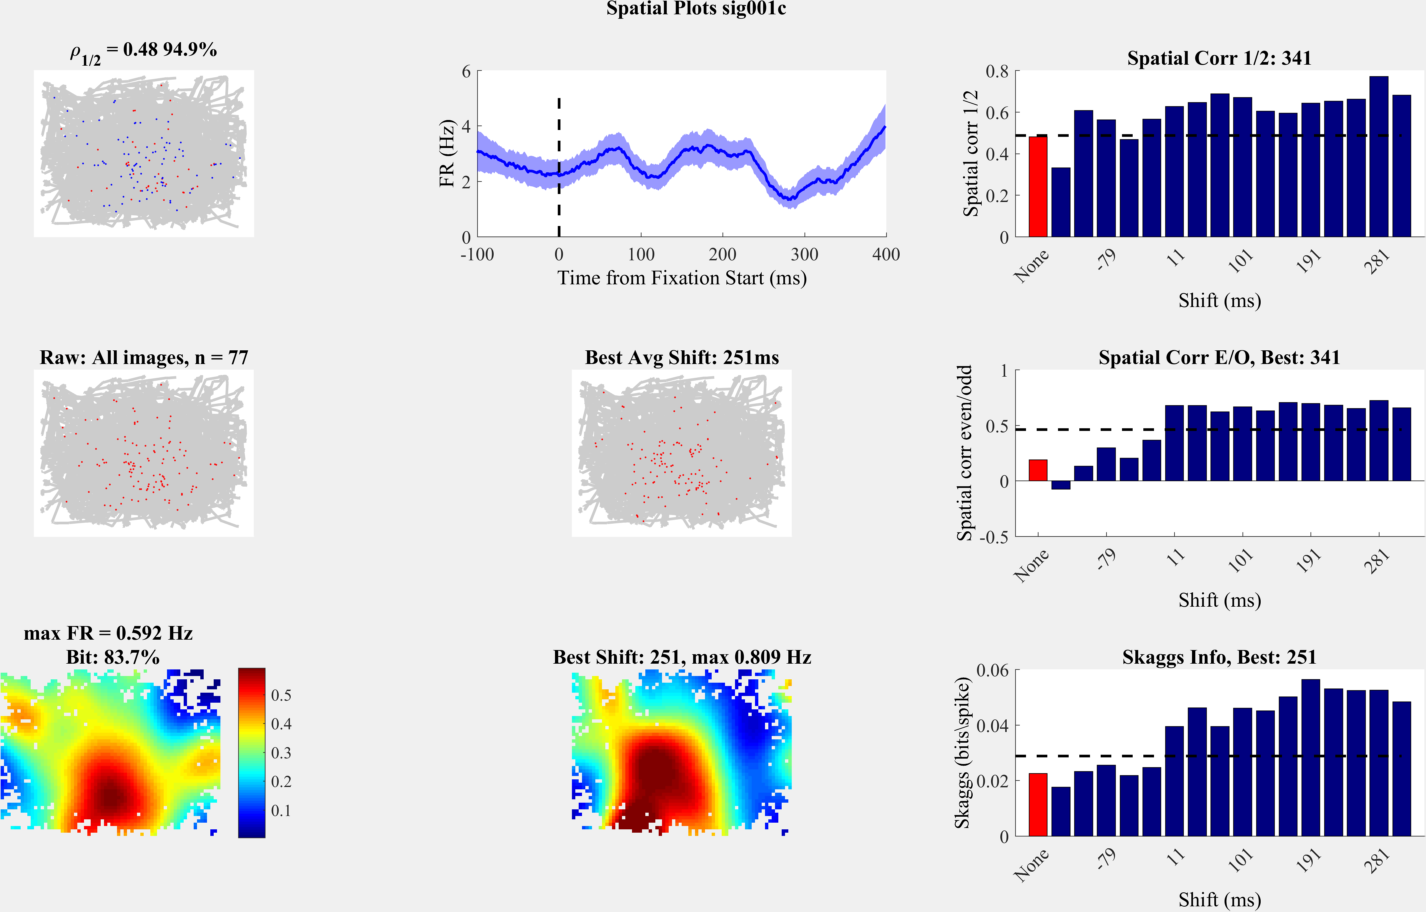 Spatial Plots sig001c
ρ1/2 = 0.48 94.9%
6
4
2
0
FR (Hz)
-100
0
100
200
300
400
Time from Fixation Start (ms)
Spatial Corr 1/2: 341
0.8
0.6
0.4
0.2
0
Spatial corr 1/2
None
-79
11
101
191
281
Shift (ms)
Raw: All images, n = 77
Best Avg Shift: 251ms
Spatial Corr E/O, Best: 341
1
0.5
0
-0.5
Spatial corr even/odd
None
-79
11
101
191
281
Shift (ms)
max FR = 0.592 Hz
Bit: 83.7%
0.5
0.4
0.3
0.2
0.1
Best Shift: 251, max 0.809 Hz
Skaggs Info, Best: 251
0.06
0.04
0.02
0
Skaggs (bits\spike)
None
-79
11
101
191
281
Shift (ms)